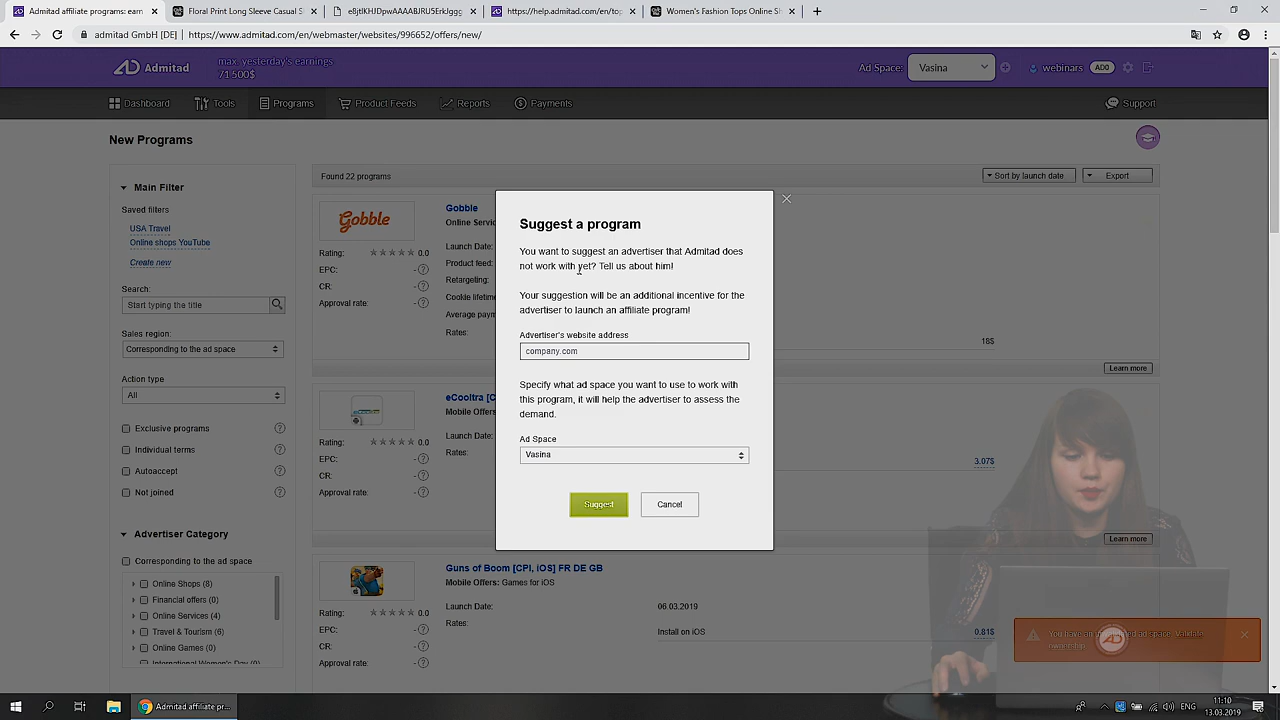 Admitad affiliate programs: earn
Floral Print Long Sleeve Casual S
https://help.admitad.com/en/top
Women's Fashion Tops Online Sh
admitad GmbH [DE] | https://www.admitad.com/en/webmaster/websites/996652/offers/new/
Admitad
max. yesterday's earnings
71 500$
Ad Space:
Vasina
webinars
AD0
Dashboard
Tools
Programs
Product Feeds
Reports
Payments
Support
New Programs
Main Filter
Saved filters
USA Travel
Online shops YouTube
Create new
Search:
Start typing the title
Sales region:
Corresponding to the ad space
Action type
All
Exclusive programs
Individual terms
Autoaccept
Not joined
Advertiser Category
Corresponding to the ad space
Online Shops (8)
Financial offers (0)
Online Services (4)
Travel & Tourism (6)
Online Games (0)
International Women's Day (0)
Found 22 programs
Sort by launch date
Export
Gobble
Gobble
Online Servic
Rating: 0.0
EPC: -
CR: -
Approval rate: -
Launch Date:
Product feed:
Retargeting:
Cookie lifetime
Average paym
Rates:
18$
Learn more
eCooltra [C
Mobile Offers:
Rating: 0.0
EPC: -
CR: -
Approval rate: -
Launch Date:
Rates:
3.07$
Learn more
Guns of Boom [CPI, iOS] FR DE GB
Mobile Offers: Games for iOS
Rating: 0.0
EPC: -
CR: -
Approval rate: -
Launch Date:
06.03.2019
Rates:
Install on iOS
0.81$
Suggest a program
You want to suggest an advertiser that Admitad does
not work with yet? Tell us about him!
Your suggestion will be an additional incentive for the
advertiser to launch an affiliate program!
Advertiser's website address
company.com
Specify what ad space you want to use to work with
this program, it will help the advertiser to assess the
demand.
Ad Space
Vasina
Suggest
Cancel
You have an ad space. Validate
ownership
Admitad affiliate pr...
ENG
11:10
13.03.2019